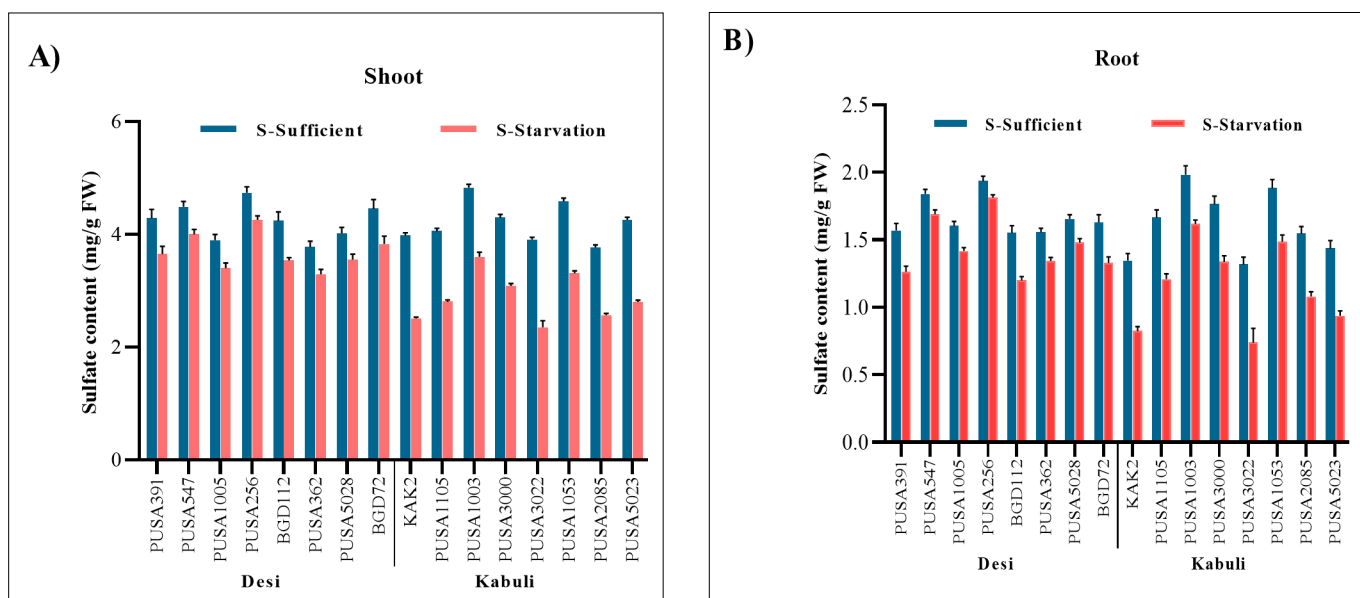 A)
Shoot
S-Sufficient
S-Starvation
Sulfate content (mg/g FW)
6
4
2
0
PUSA391
PUSA547
PUSA1005
PUSA256
BGD112
PUSA362
PUSA5028
BGD72
KAK2
PUSA1105
PUSA1003
PUSA3000
PUSA3022
PUSA1053
PUSA2085
PUSA5023
Desi
Kabuli
B)
Root
S-Sufficient
S-Starvation
Sulfate content (mg/g FW)
2.5
2.0
1.5
1.0
0.5
0.0
PUSA391
PUSA547
PUSA1005
PUSA256
BGD112
PUSA362
PUSA5028
BGD72
KAK2
PUSA1105
PUSA1003
PUSA3000
PUSA3022
PUSA1053
PUSA2085
PUSA5023
Desi
Kabuli